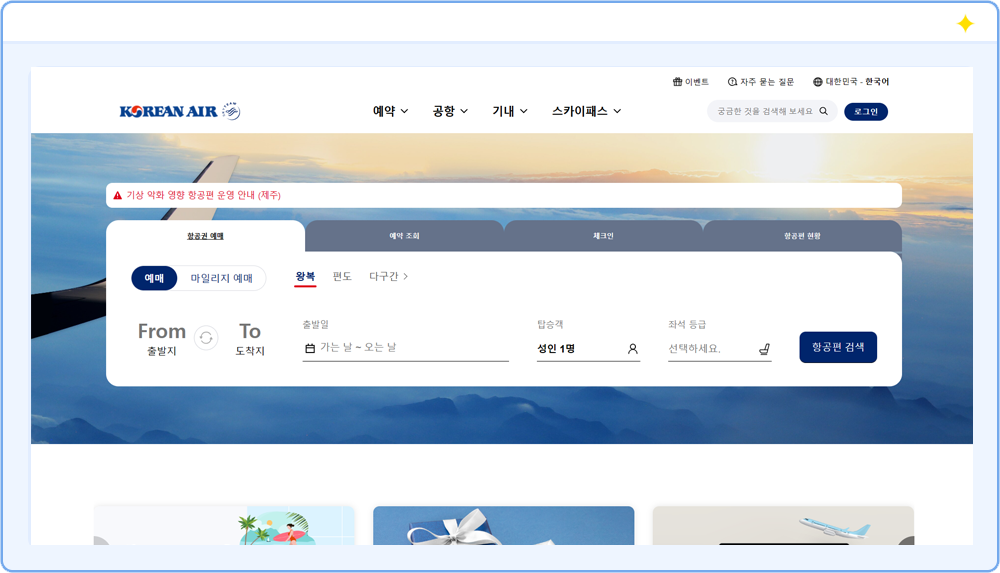 이벤트 자주 묻는 질문 대한민국 - 한국어
KOREAN AIR 예약 공항 기내 스카이패스 궁금한 것을 검색해 보세요 로그인
기상 악화 영향 항공편 운영 안내 (제주)
항공권 예매 예약 조회 체크인 항공편 현황
예매 마일리지 예매 왕복 편도 다구간
From To 출발일 탑승객 좌석 등급
출발지 도착지 가는 날 ~ 오는 날 성인 1명 선택하세요. 항공편 검색